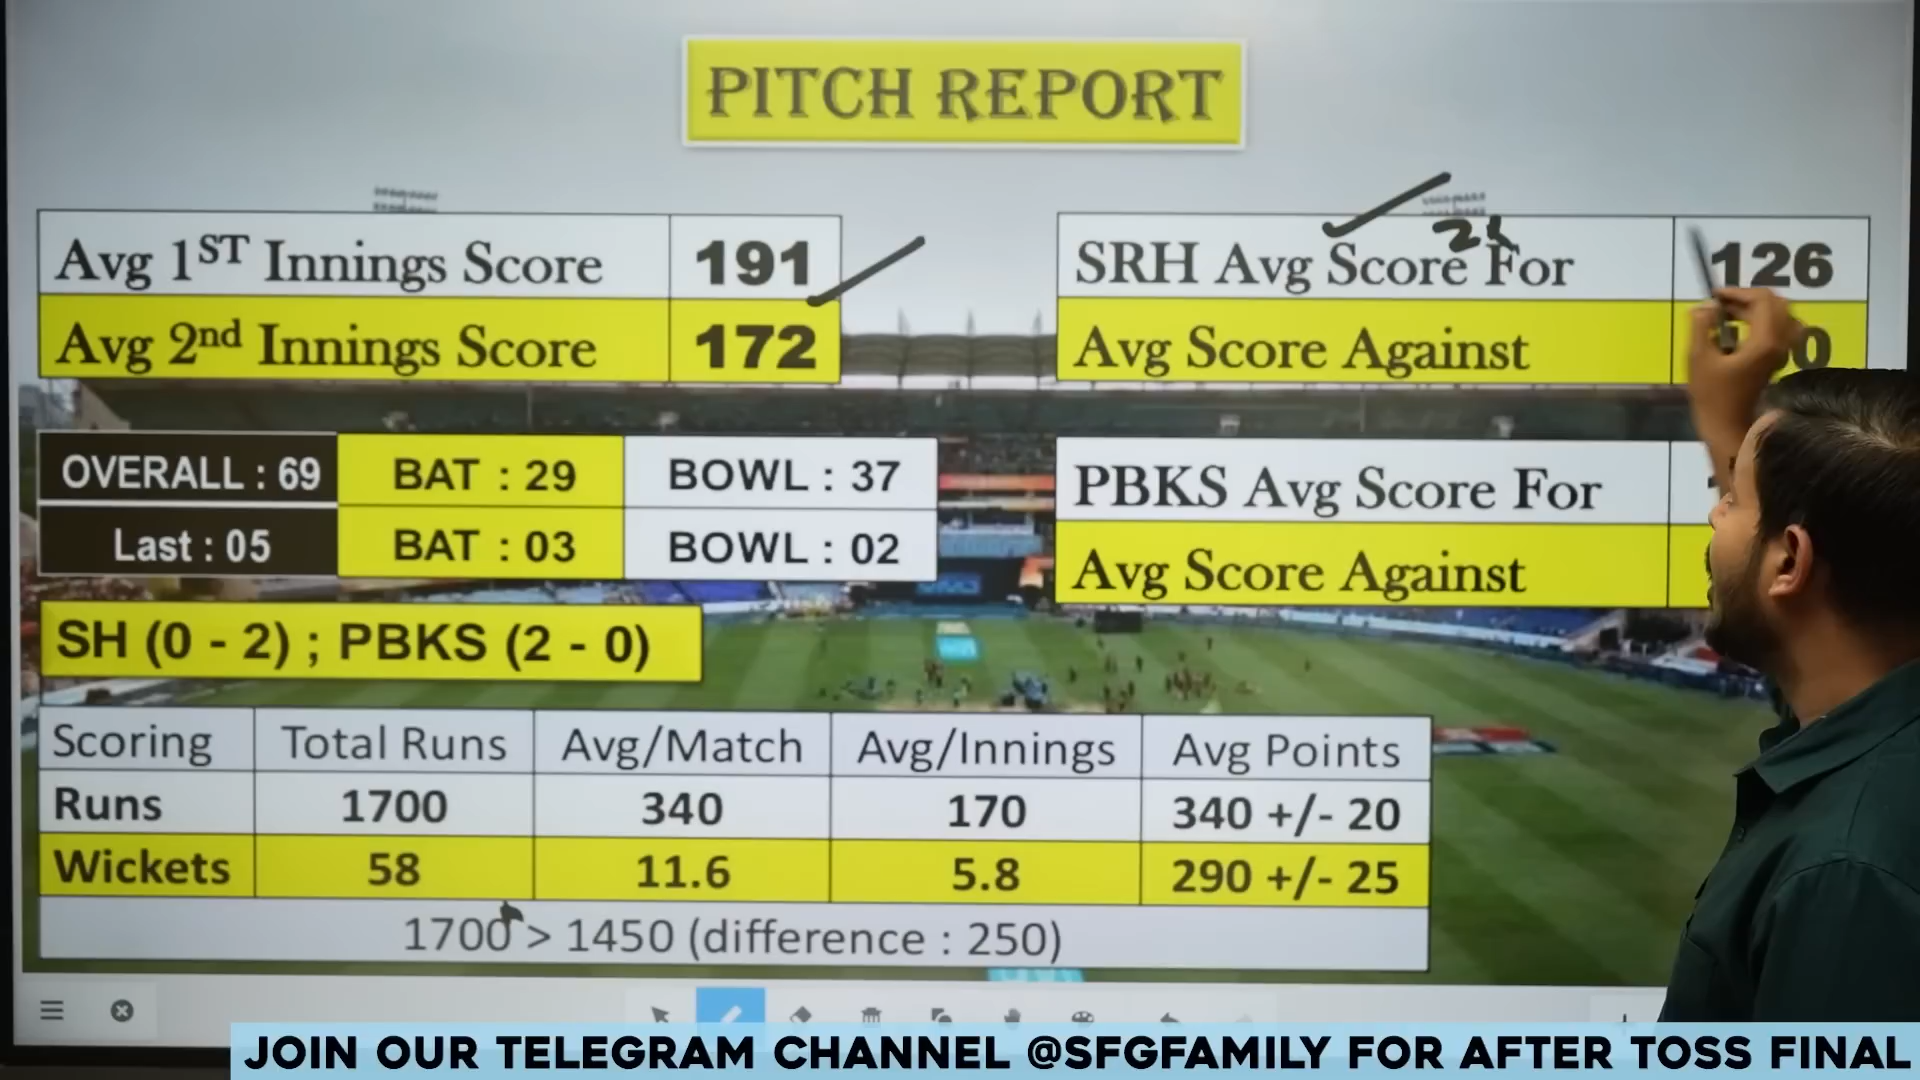 PITCH REPORT
Avg 1ST Innings Score 191
Avg 2nd Innings Score 172
SRH Avg Score For 126
Avg Score Against
OVERALL : 69 BAT : 29 BOWL : 37
Last : 05 BAT : 03 BOWL : 02
PBKS Avg Score For
Avg Score Against
SH (0 - 2) ; PBKS (2 - 0)
Scoring Total Runs Avg/Match Avg/Innings Avg Points
Runs 1700 340 170 340 +/- 20
Wickets 58 11.6 5.8 290 +/- 25
1700 > 1450 (difference : 250)
JOIN OUR TELEGRAM CHANNEL @SFGFAMILY FOR AFTER TOSS FINAL